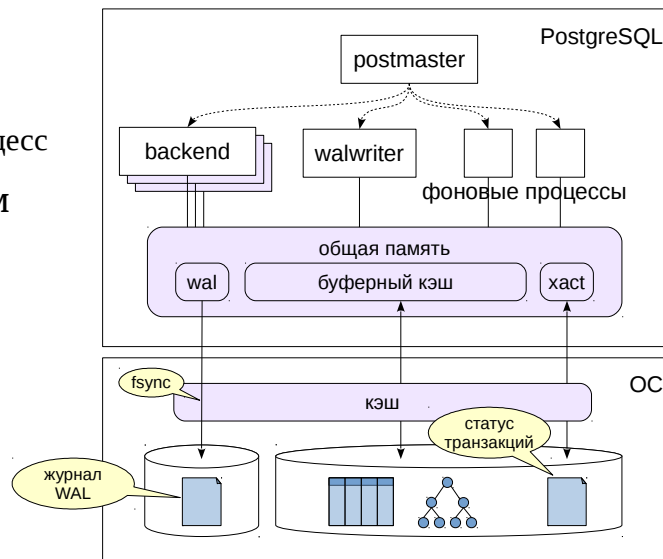 PostgreSQL
postmaster
цесс
backend
walwriter
м
фоновые процессы
общая память
wal
буферный кэш
xact
fsync
ОС
кэш
статус
транзакций
журнал
WAL